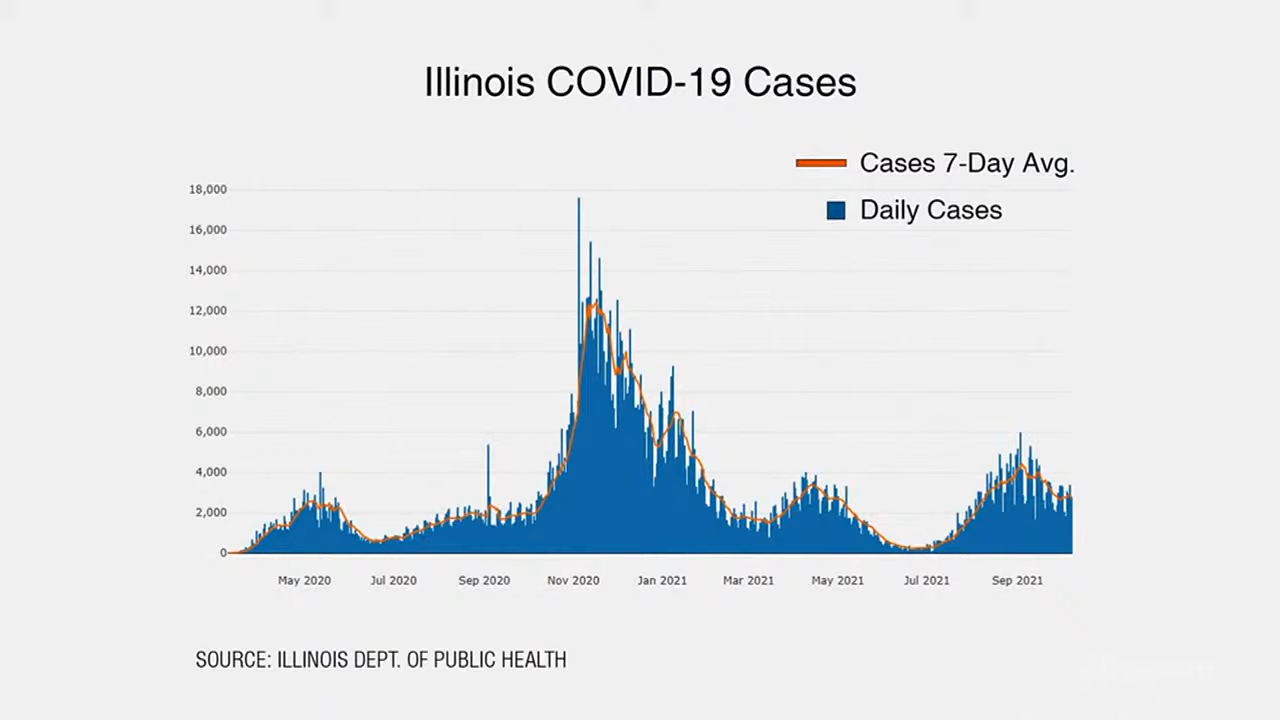 Illinois COVID-19 Cases
Cases 7-Day Avg.
Daily Cases
18,000
16,000
14,000
12,000
10,000
8,000
6,000
4,000
2,000
0
May 2020 Jul 2020 Sep 2020 Nov 2020 Jan 2021 Mar 2021 May 2021 Jul 2021 Sep 2021
SOURCE: ILLINOIS DEPT. OF PUBLIC HEALTH